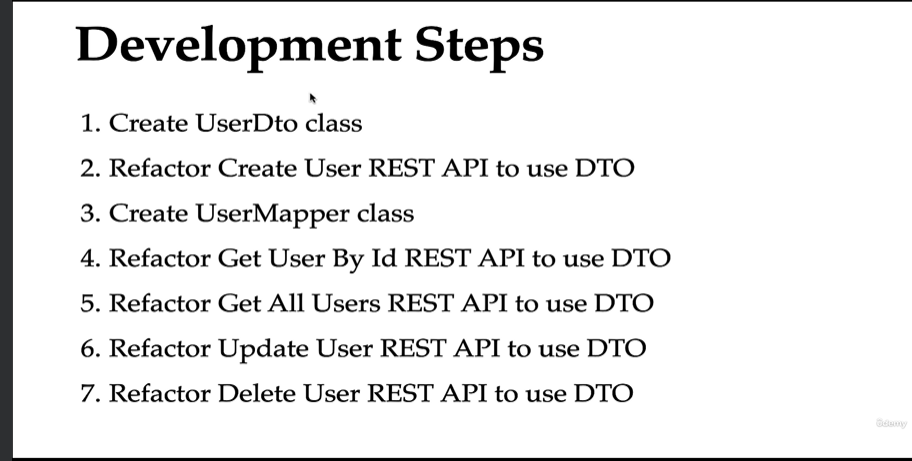 Development Steps
1. Create UserDto class
2. Refactor Create User REST API to use DTO
3. Create UserMapper class
4. Refactor Get User By Id REST API to use DTO
5. Refactor Get All Users REST API to use DTO
6. Refactor Update User REST API to use DTO
7. Refactor Delete User REST API to use DTO
ûdemy